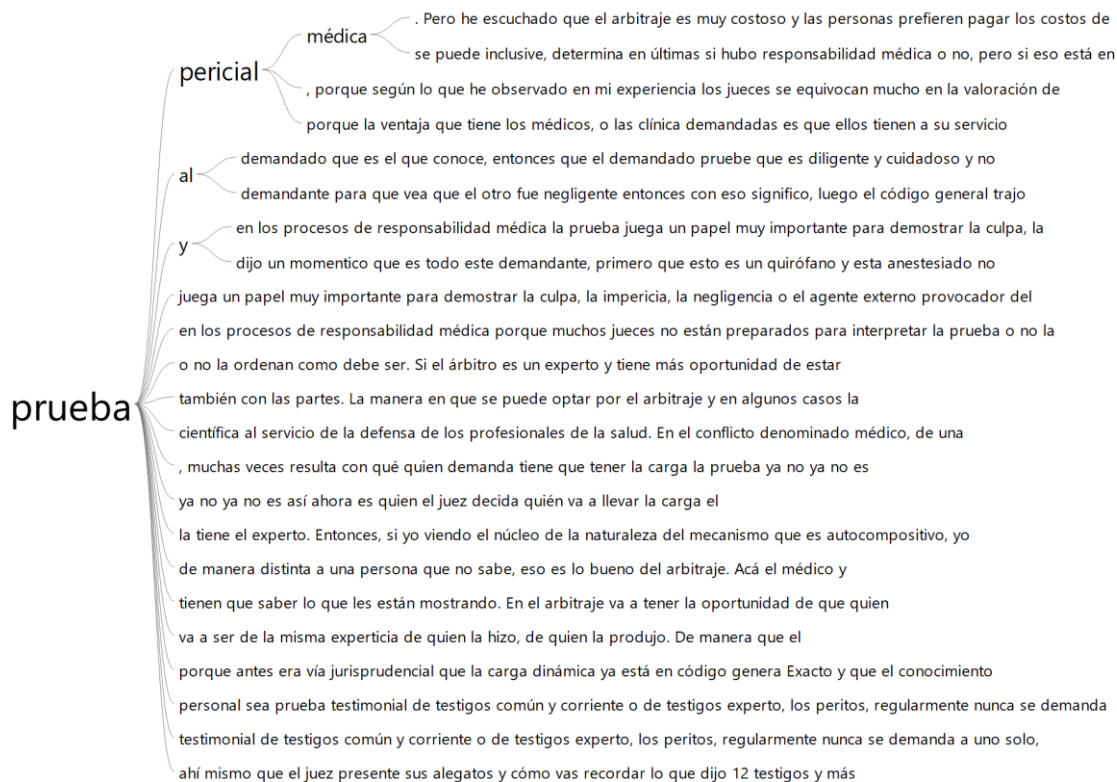 prueba
pericial
médica
. Pero he escuchado que el arbitraje es muy costoso y las personas prefieren pagar los costos de
se puede inclusive, determina en últimas si hubo responsabilidad médica o no, pero si eso está en
, porque según lo que he observado en mi experiencia los jueces se equivocan mucho en la valoración de
porque la ventaja que tiene los médicos, o las clínica demandadas es que ellos tienen a su servicio
al
demandado que es el que conoce, entonces que el demandado pruebe que es diligente y cuidadoso y no
demandante para que vea que el otro fue negligente entonces con eso significo, luego el código general trajo
y
en los procesos de responsabilidad médica la prueba juega un papel muy importante para demostrar la culpa, la
dijo un momentico que es todo este demandante, primero que esto es un quirófano y esta anestesiado no
juega un papel muy importante para demostrar la culpa, la impericia, la negligencia o el agente externo provocador del
en los procesos de responsabilidad médica porque muchos jueces no están preparados para interpretar la prueba o no la
o no la ordenan como debe ser. Si el árbitro es un experto y tiene más oportunidad de estar
también con las partes. La manera en que se puede optar por el arbitraje y en algunos casos la
científica al servicio de la defensa de los profesionales de la salud. En el conflicto denominado médico, de una
, muchas veces resulta con qué quien demanda tiene que tener la carga la prueba ya no ya no es
ya no ya no es así ahora es quien el juez decida quién va a llevar la carga el
la tiene el experto. Entonces, si yo viendo el núcleo de la naturaleza del mecanismo que es autocompositivo, yo
de manera distinta a una persona que no sabe, eso es lo bueno del arbitraje. Acá el médico y
tienen que saber lo que les están mostrando. En el arbitraje va a tener la oportunidad de que quien
va a ser de la misma experticia de quien la hizo, de quien la produjo. De manera que el
porque antes era vía jurisprudencial que la carga dinámica ya está en código genera Exacto y que el conocimiento
personal sea prueba testimonial de testigos común y corriente o de testigos experto, los peritos, regularmente nunca se demanda
testimonial de testigos común y corriente o de testigos experto, los peritos, regularmente nunca se demanda a uno solo,
ahí mismo que el juez presente sus alegatos y cómo vas recordar lo que dijo 12 testigos y más